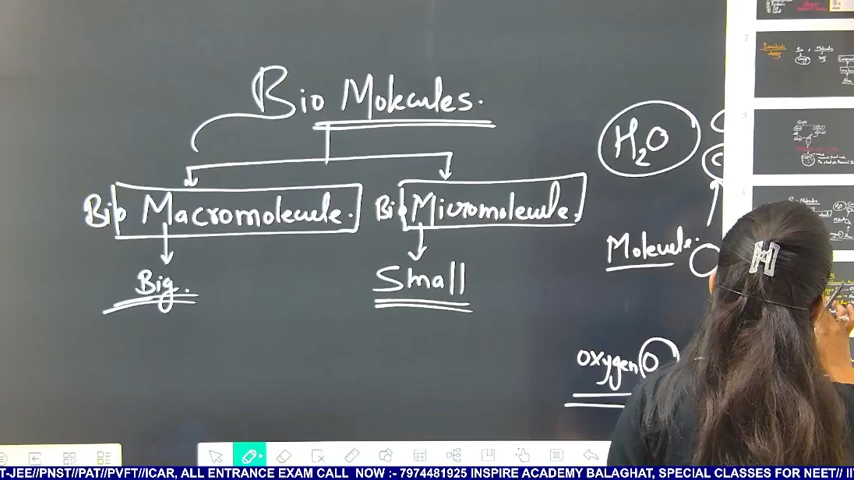 Bio Molecules.
H₂O
Bio Macromolecule.
Bio Micromolecule.
Molecule.
Big.
Small
oxygen O
T-JEE//PNST//PAT//PVFT//ICAR, ALL ENTRANCE EXAM CALL NOW :- 7974481925 INSPIRE ACADEMY BALAGHAT, SPECIAL CLASSES FOR NEET// II